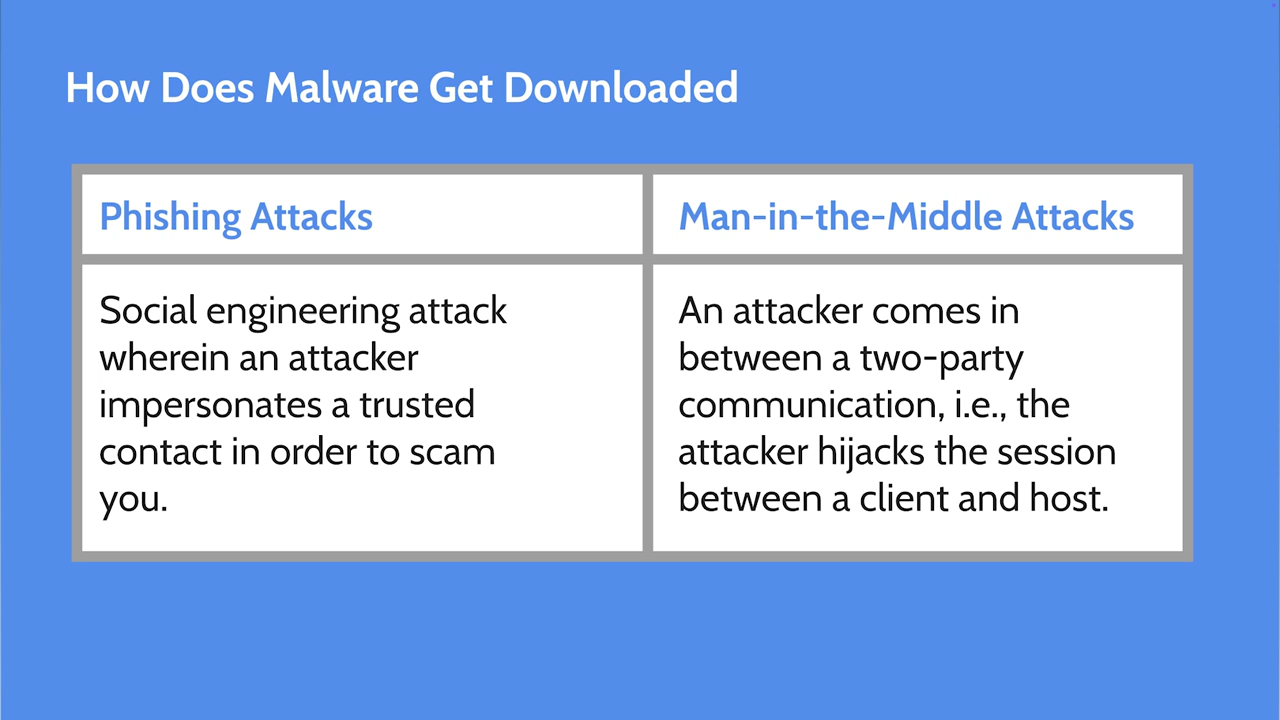 How Does Malware Get Downloaded
Phishing Attacks
Man-in-the-Middle Attacks
Social engineering attack
wherein an attacker
impersonates a trusted
contact in order to scam
you.
An attacker comes in
between a two-party
communication, i.e., the
attacker hijacks the session
between a client and host.